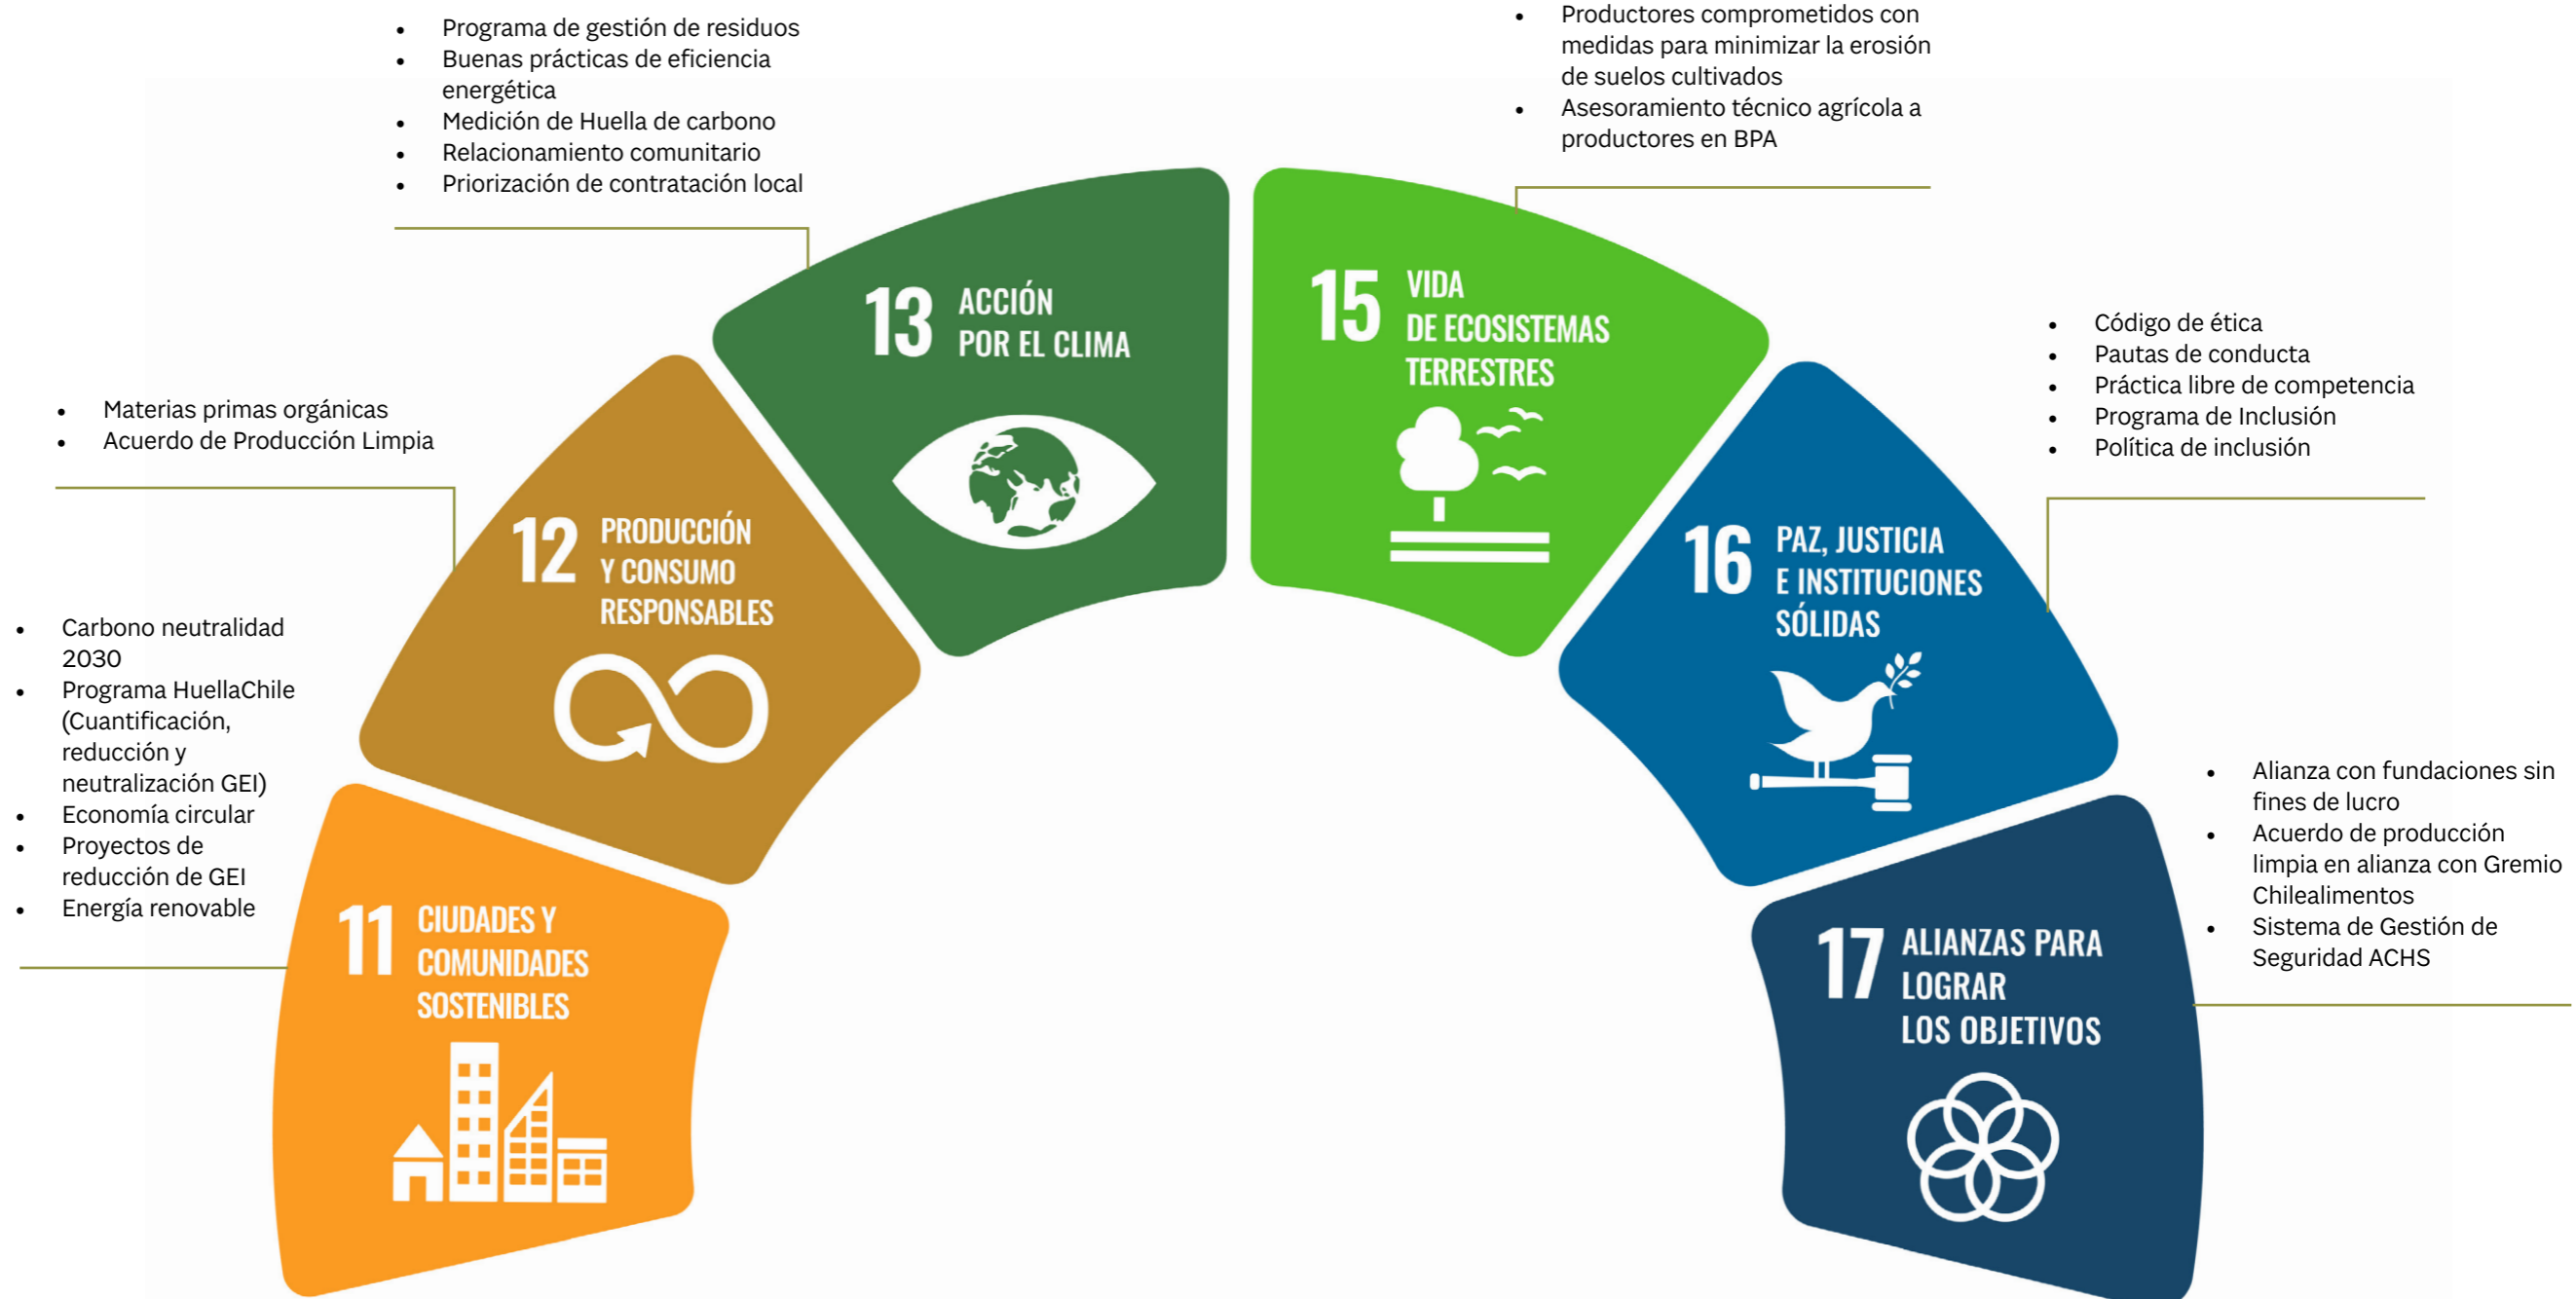 • Programa de gestión de residuos
• Buenas prácticas de eficiencia
energética
• Medición de Huella de carbono
• Relacionamiento comunitario
• Priorización de contratación local
• Productores comprometidos con
medidas para minimizar la erosión
de suelos cultivados
• Asesoramiento técnico agrícola a
productores en BPA
13 ACCIÓN
POR EL CLIMA
15 VIDA
DE ECOSISTEMAS
TERRESTRES
• Código de ética
• Pautas de conducta
• Práctica libre de competencia
• Programa de Inclusión
• Política de inclusión
• Materias primas orgánicas
• Acuerdo de Producción Limpia
12 PRODUCCIÓN
Y CONSUMO
RESPONSABLES
16 PAZ, JUSTICIA
E INSTITUCIONES
SÓLIDAS
• Carbono neutralidad
2030
• Programa HuellaChile
(Cuantificación,
reducción y
neutralización GEI)
• Economía circular
• Proyectos de
reducción de GEI
• Energía renovable
• Alianza con fundaciones sin
fines de lucro
• Acuerdo de producción
limpia en alianza con Gremio
Chilealimentos
• Sistema de Gestión de
Seguridad ACHS
11 CIUDADES Y
COMUNIDADES
SOSTENIBLES
17 ALIANZAS PARA
LOGRAR
LOS OBJETIVOS